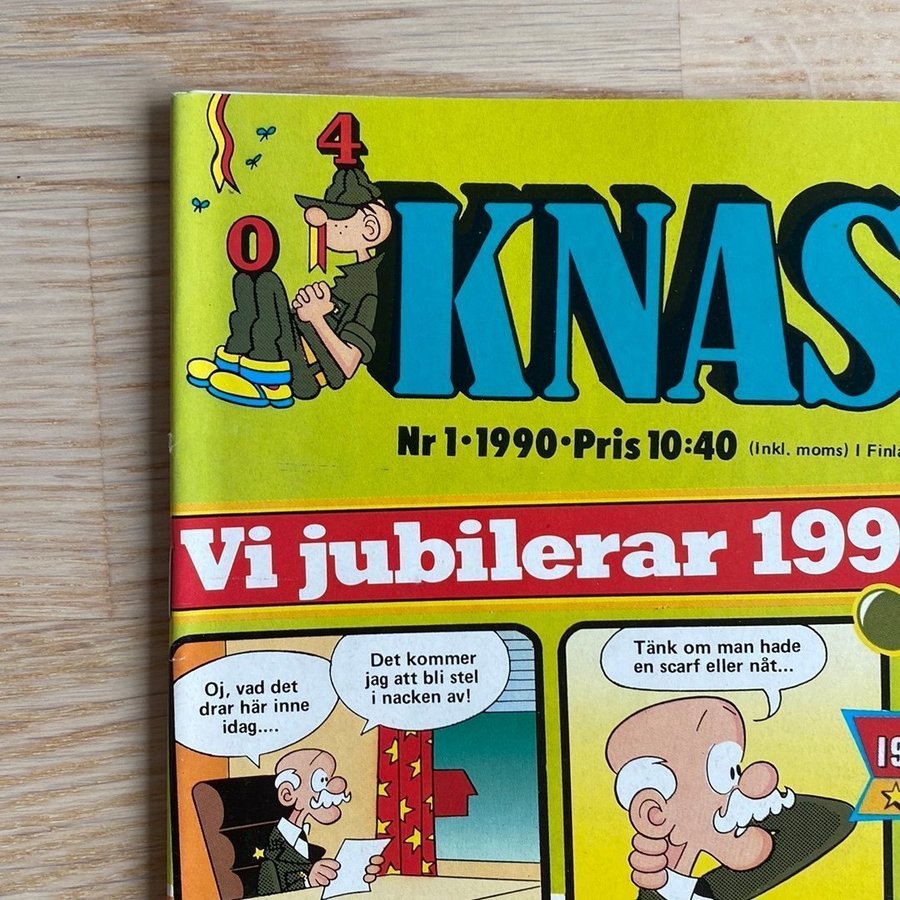 4
0
KNAS
Nr 1•1990•Pris 10:40 (Inkl. moms) I
Vi jubilerar 199
Oj, vad det
drar här inne
idag....
Det kommer
jag att bli stel
i nacken av!
Tänk om man hade
en scarf eller nåt...